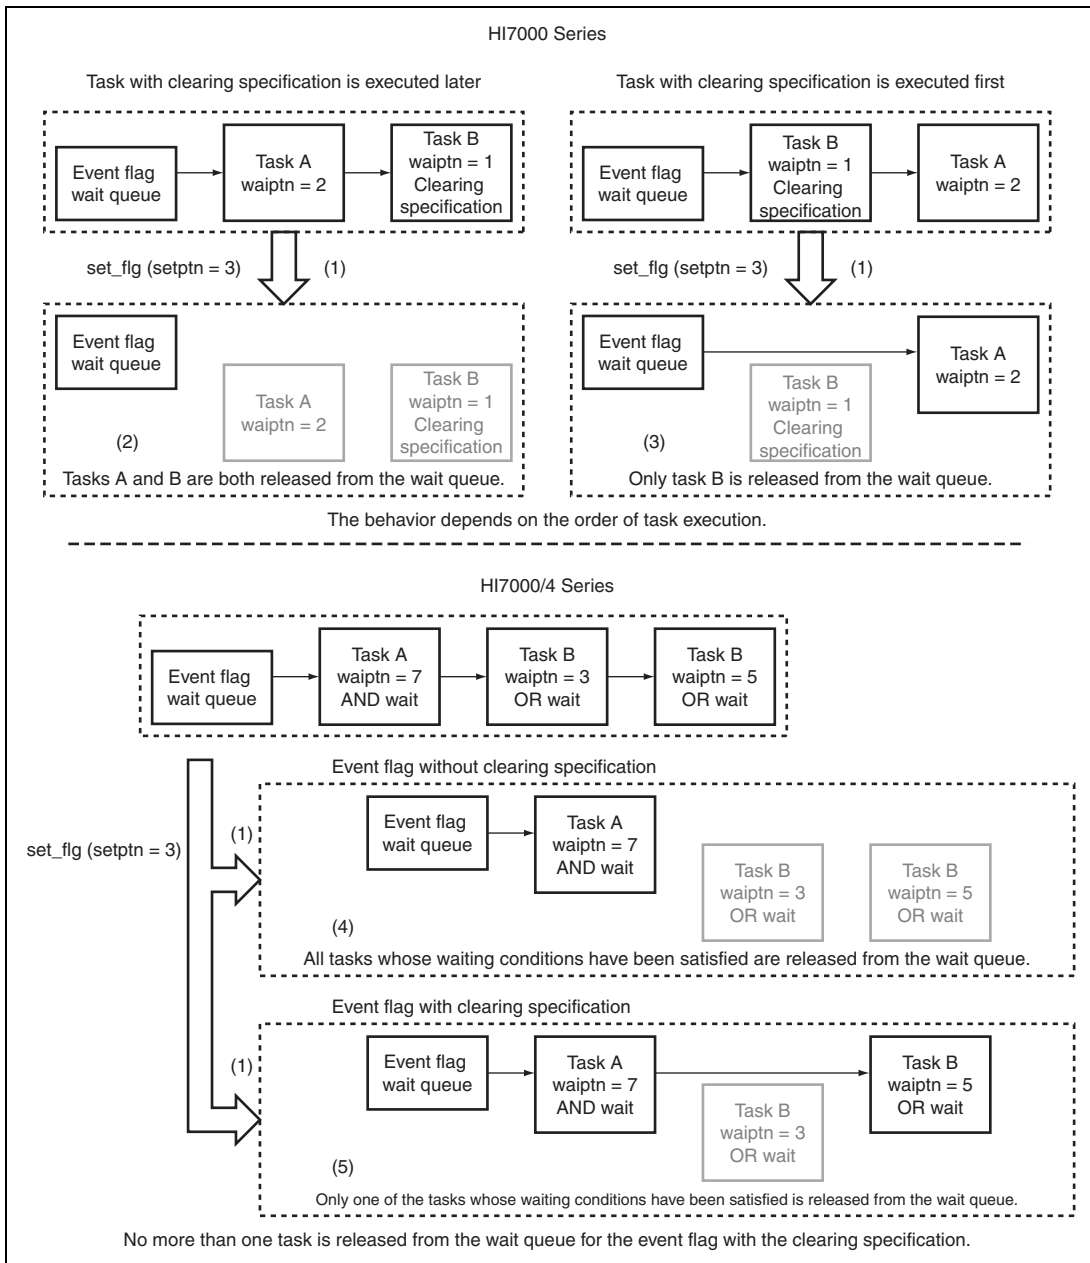 HI7000 Series
Task with clearing specification is executed later
Event flag
wait queue
Task A
waiptn = 2
Task B
waiptn = 1
Clearing
specification
set_flg (setptn = 3)
(1)
Event flag
wait queue
Task A
waiptn = 2
Task B
waiptn = 1
Clearing
specification
(2)
Tasks A and B are both released from the wait queue.
Task with clearing specification is executed first
Event flag
wait queue
Task B
waiptn = 1
Clearing
specification
Task A
waiptn = 2
set_flg (setptn = 3)
(1)
Event flag
wait queue
Task B
waiptn = 1
Clearing
specification
Task A
waiptn = 2
(3)
Only task B is released from the wait queue.
The behavior depends on the order of task execution.
HI7000/4 Series
Event flag
wait queue
Task A
waiptn = 7
AND wait
Task B
waiptn = 3
OR wait
Task B
waiptn = 5
OR wait
set_flg (setptn = 3)
Event flag without clearing specification
(1)
Event flag
wait queue
Task A
waiptn = 7
AND wait
Task B
waiptn = 3
OR wait
Task B
waiptn = 5
OR wait
(4)
All tasks whose waiting conditions have been satisfied are released from the wait queue.
Event flag with clearing specification
(1)
Event flag
wait queue
Task A
waiptn = 7
AND wait
Task B
waiptn = 3
OR wait
Task B
waiptn = 5
OR wait
(5)
Only one of the tasks whose waiting conditions have been satisfied is released from the wait queue.
No more than one task is released from the wait queue for the event flag with the clearing specification.